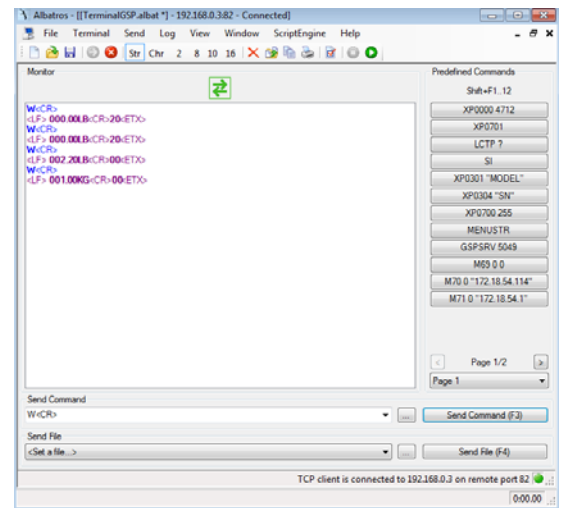 Albatros - [[TerminalGSP.albat *] - 192.168.0.3:82 - Connected]
File Terminal Send Log View Window ScriptEngine Help
Str Chr 2 8 10 16
Monitor
Predefined Commands
Shift+F1..12
W<CR>
<LF> 000.00LB<CR>20<ETX>
W<CR>
<LF> 000.00LB<CR>20<ETX>
W<CR>
<LF> 002.20LB<CR>00<ETX>
W<CR>
<LF> 001.00KG<CR>00<ETX>
XP0000 4712
XP0701
LCTP ?
SI
XP0301 "MODEL"
XP0304 "SN"
XP0700 255
MENUSTR
GSPSRV 5049
M69 0 0
M70 0 "172.18.54.114"
M71 0 "172.18.54.1"
< Page 1/2 >
Page 1
Send Command
W<CR> ... Send Command (F3)
Send File
<Set a file...> ... Send File (F4)
TCP client is connected to 192.168.0.3 on remote port 82
0:00.00